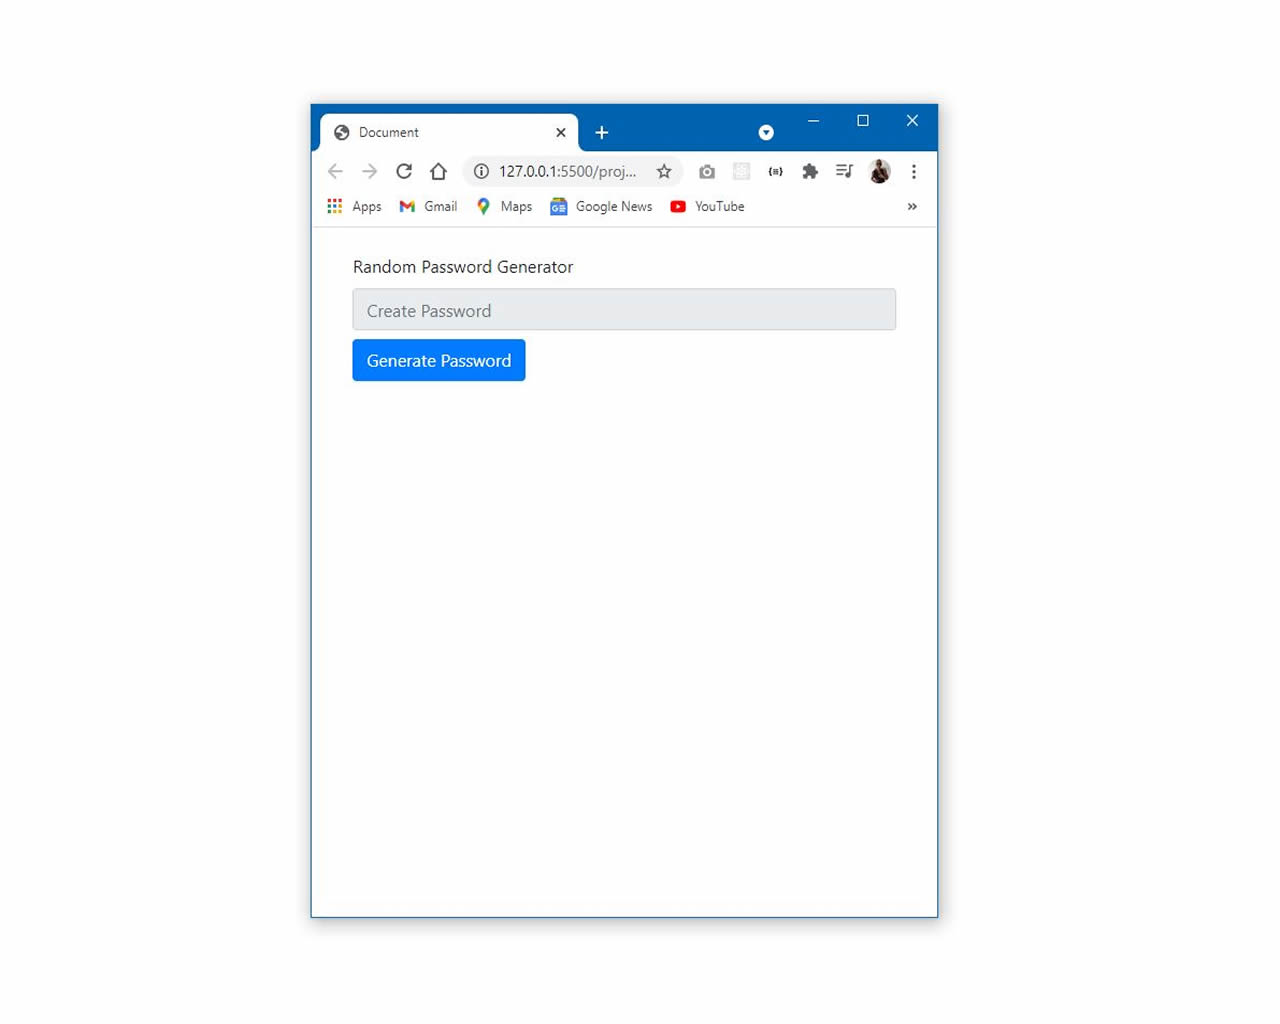 Document
127.0.0.1:5500/proj...
Apps Gmail Maps Google News YouTube
Random Password Generator
Create Password
Generate Password